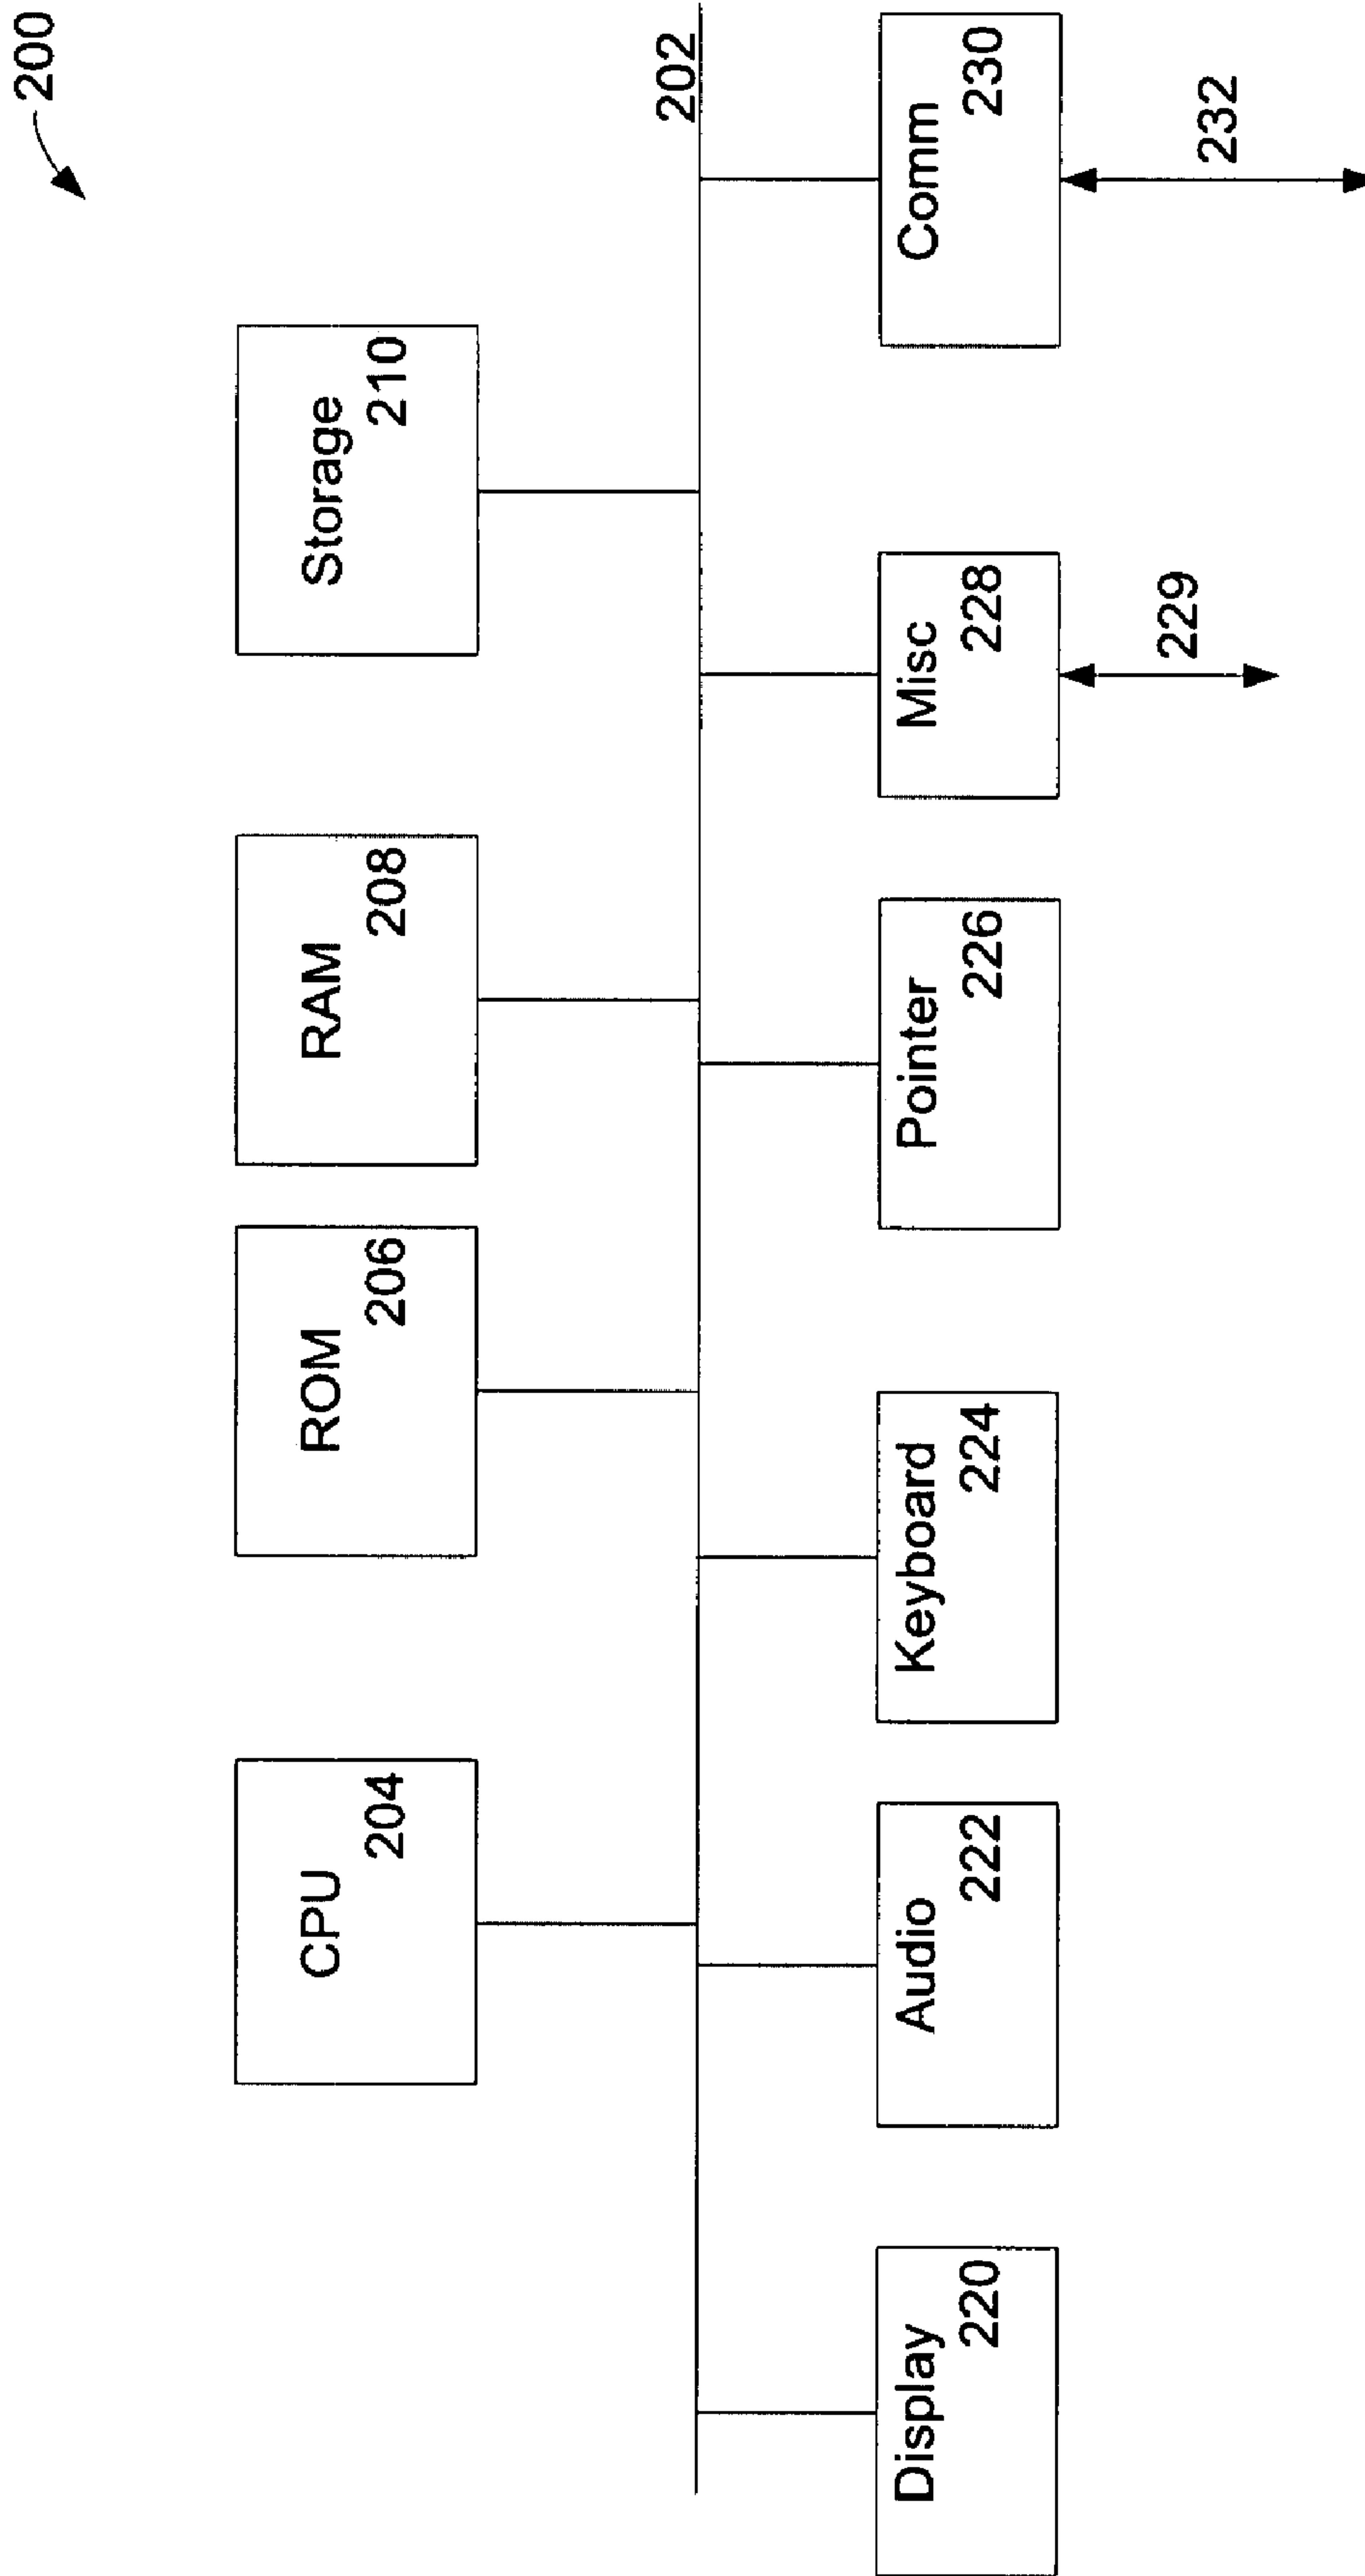 200
CPU
204
ROM
206
RAM
208
Storage
210
202
Display
220
Audio
222
Keyboard
224
Pointer
226
Misc
228
Comm
230
229
232